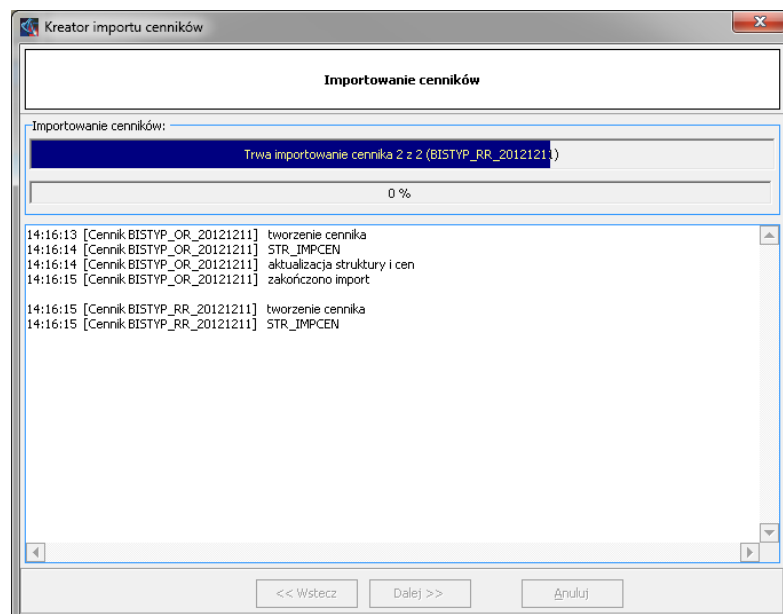 Kreator importu cenników
Importowanie cenników
Importowanie cenników:
Trwa importowanie cennika 2 z 2 (BISTYP_RR_20121211)
0 %
14:16:13 [Cennik BISTYP_OR_20121211] tworzenie cennika
14:16:14 [Cennik BISTYP_OR_20121211] STR_IMPCEN
14:16:14 [Cennik BISTYP_OR_20121211] aktualizacja struktury i cen
14:16:15 [Cennik BISTYP_OR_20121211] zakończono import
14:16:15 [Cennik BISTYP_RR_20121211] tworzenie cennika
14:16:15 [Cennik BISTYP_RR_20121211] STR_IMPCEN
<< Wstecz Dalej >> Anuluj